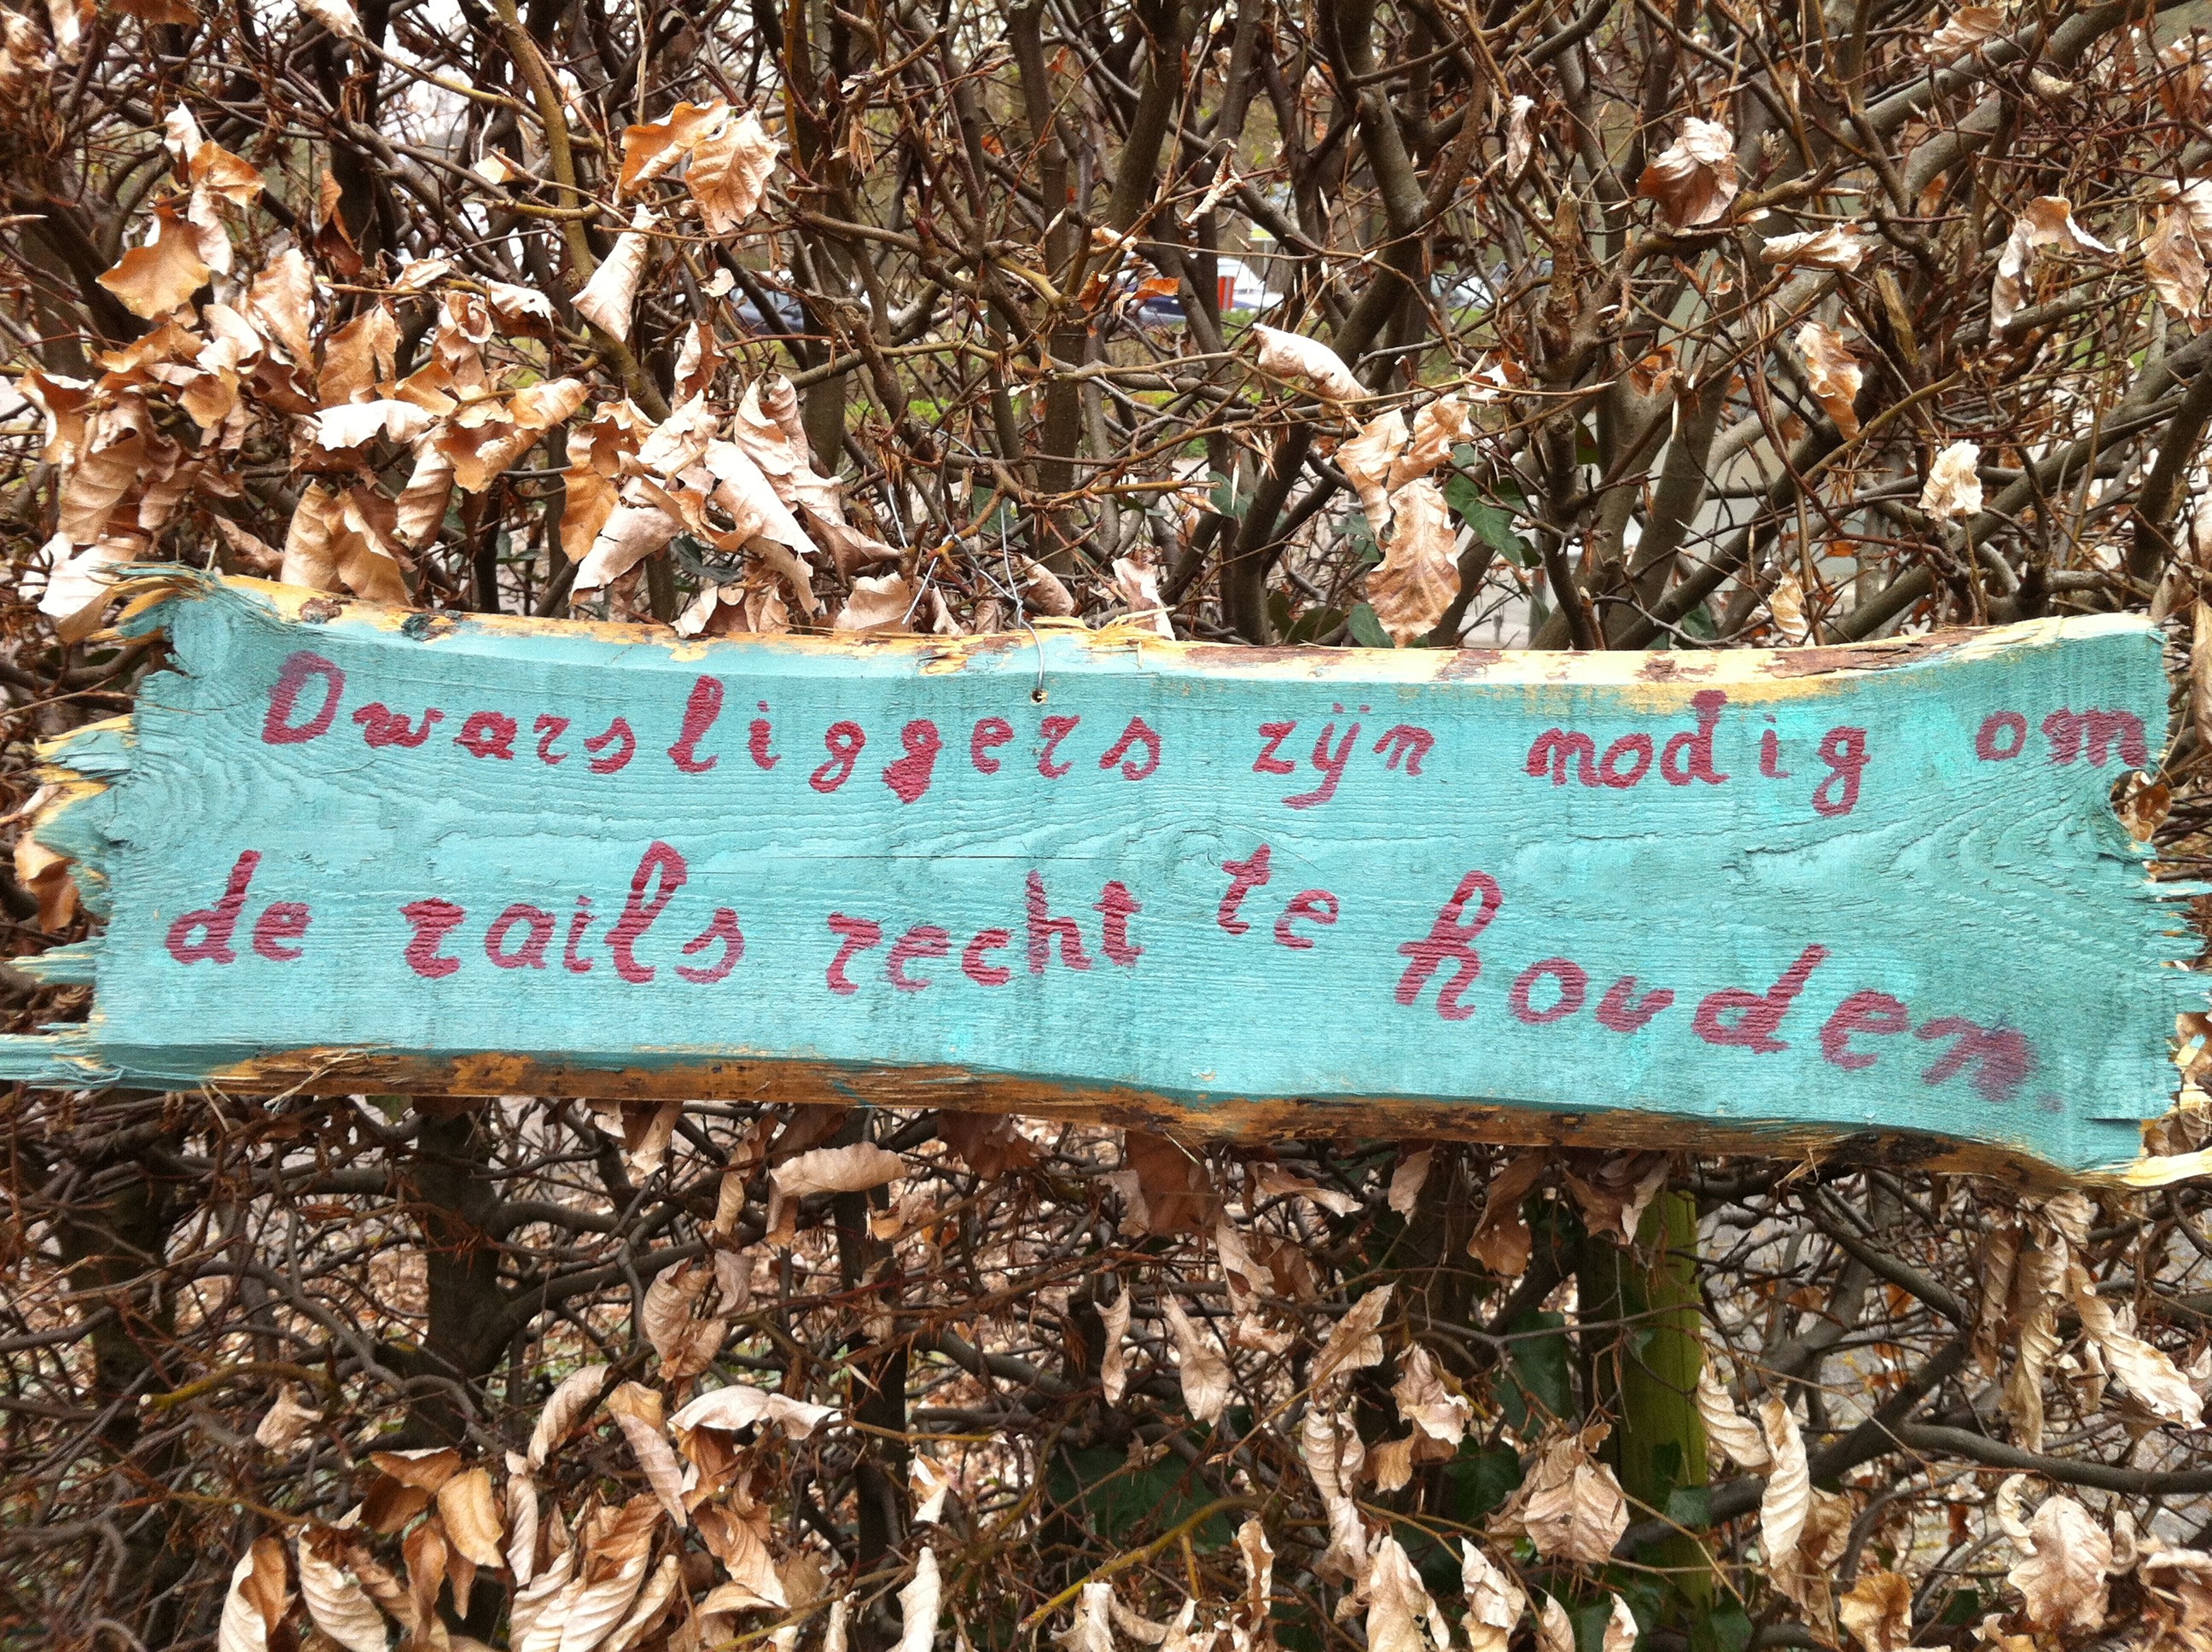 Dwarsliggers zijn nodig om
de rails recht te houden.